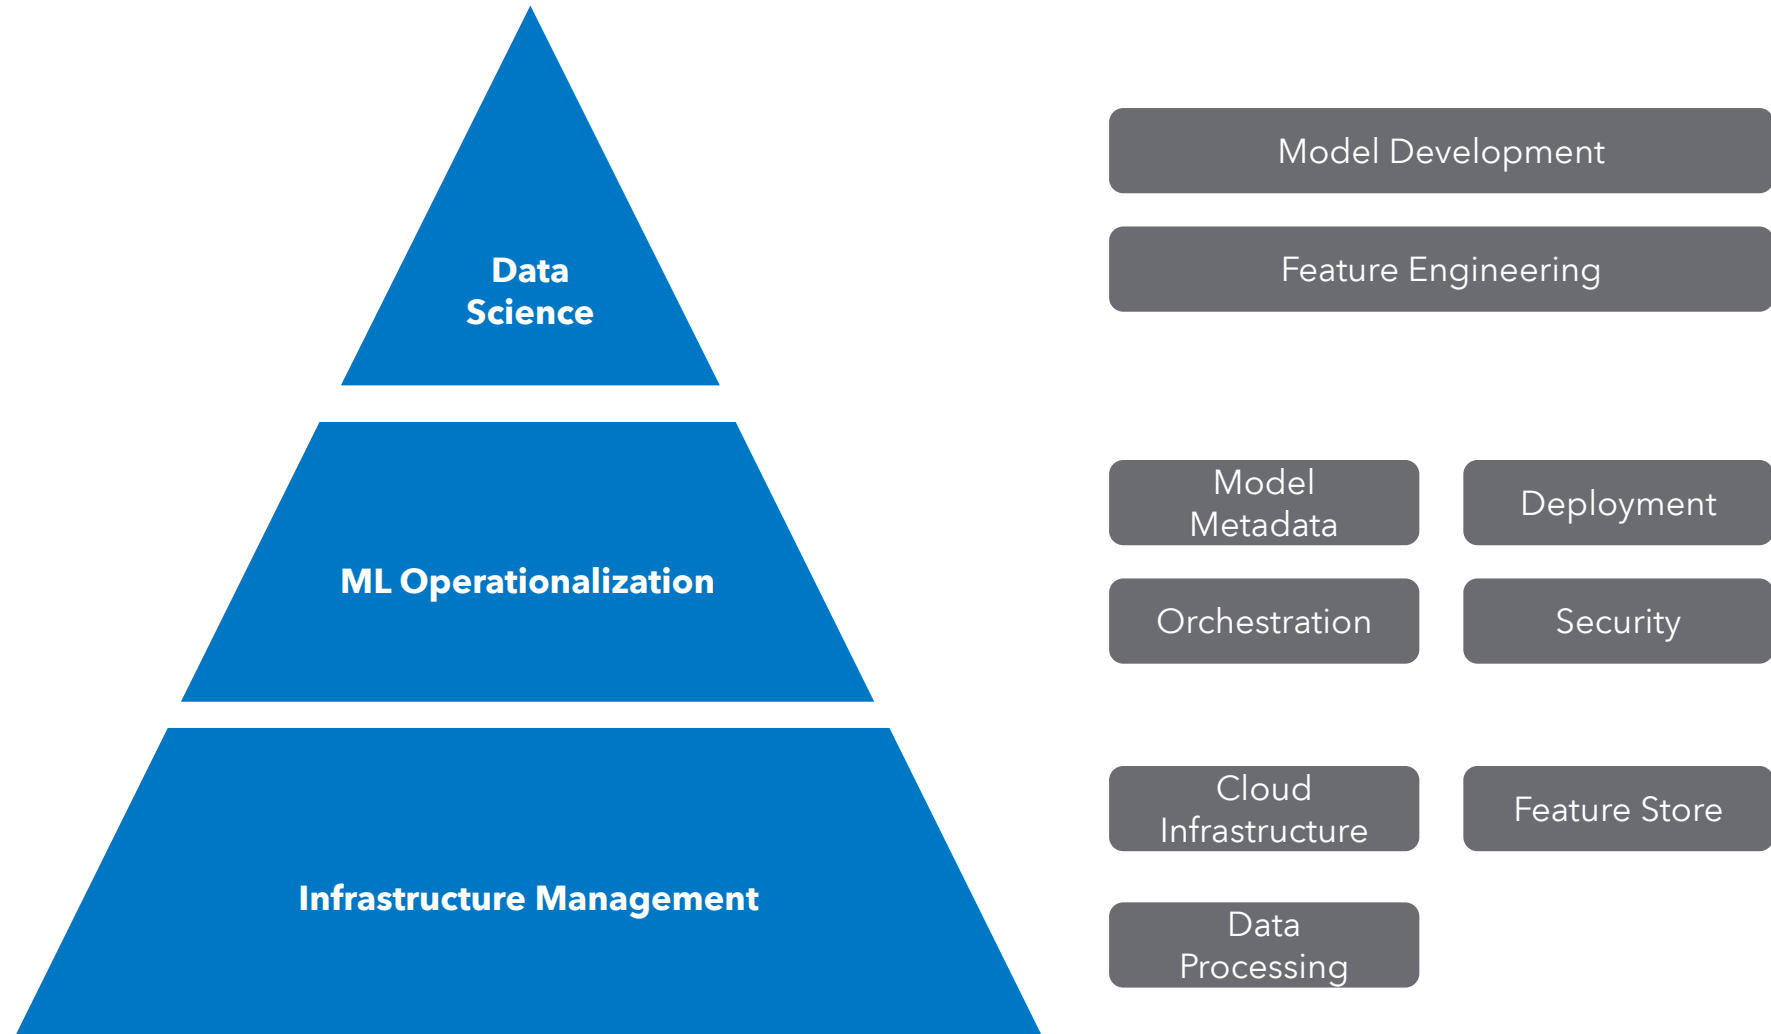 Data
Science
Model Development
Feature Engineering
ML Operationalization
Model
Metadata
Deployment
Orchestration
Security
Infrastructure Management
Cloud
Infrastructure
Feature Store
Data
Processing